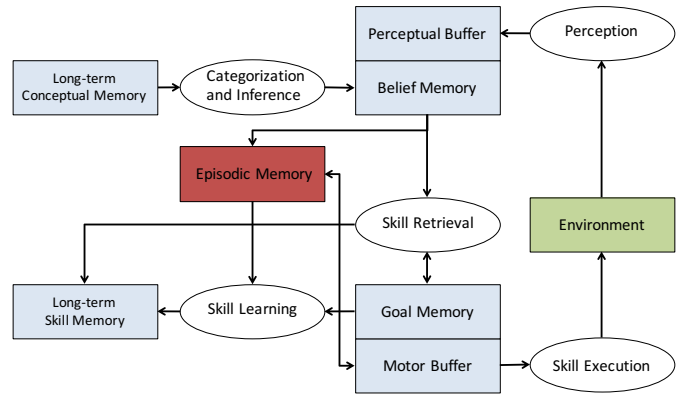 Perceptual Buffer
Perception
Long-term
Conceptual Memory
Categorization
and Inference
Belief Memory
Episodic Memory
Skill Retrieval
Environment
Long-term
Skill Memory
Skill Learning
Goal Memory
Motor Buffer
Skill Execution